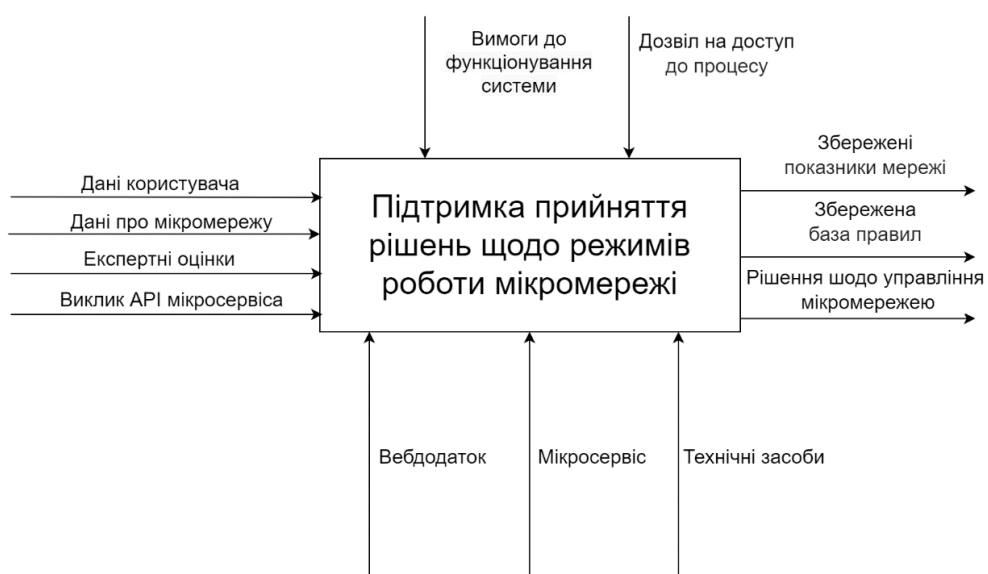 Вимоги до
функціонування
системи
Дозвіл на доступ
до процесу
Дані користувача
Дані про мікромережу
Експертні оцінки
Виклик API мікросервіса
Підтримка прийняття
рішень щодо режимів
роботи мікромережі
Збережені
показники мережі
Збережена
база правил
Рішення шодо управління
мікромережею
Вебдодаток
Мікросервіс
Технічні засоби